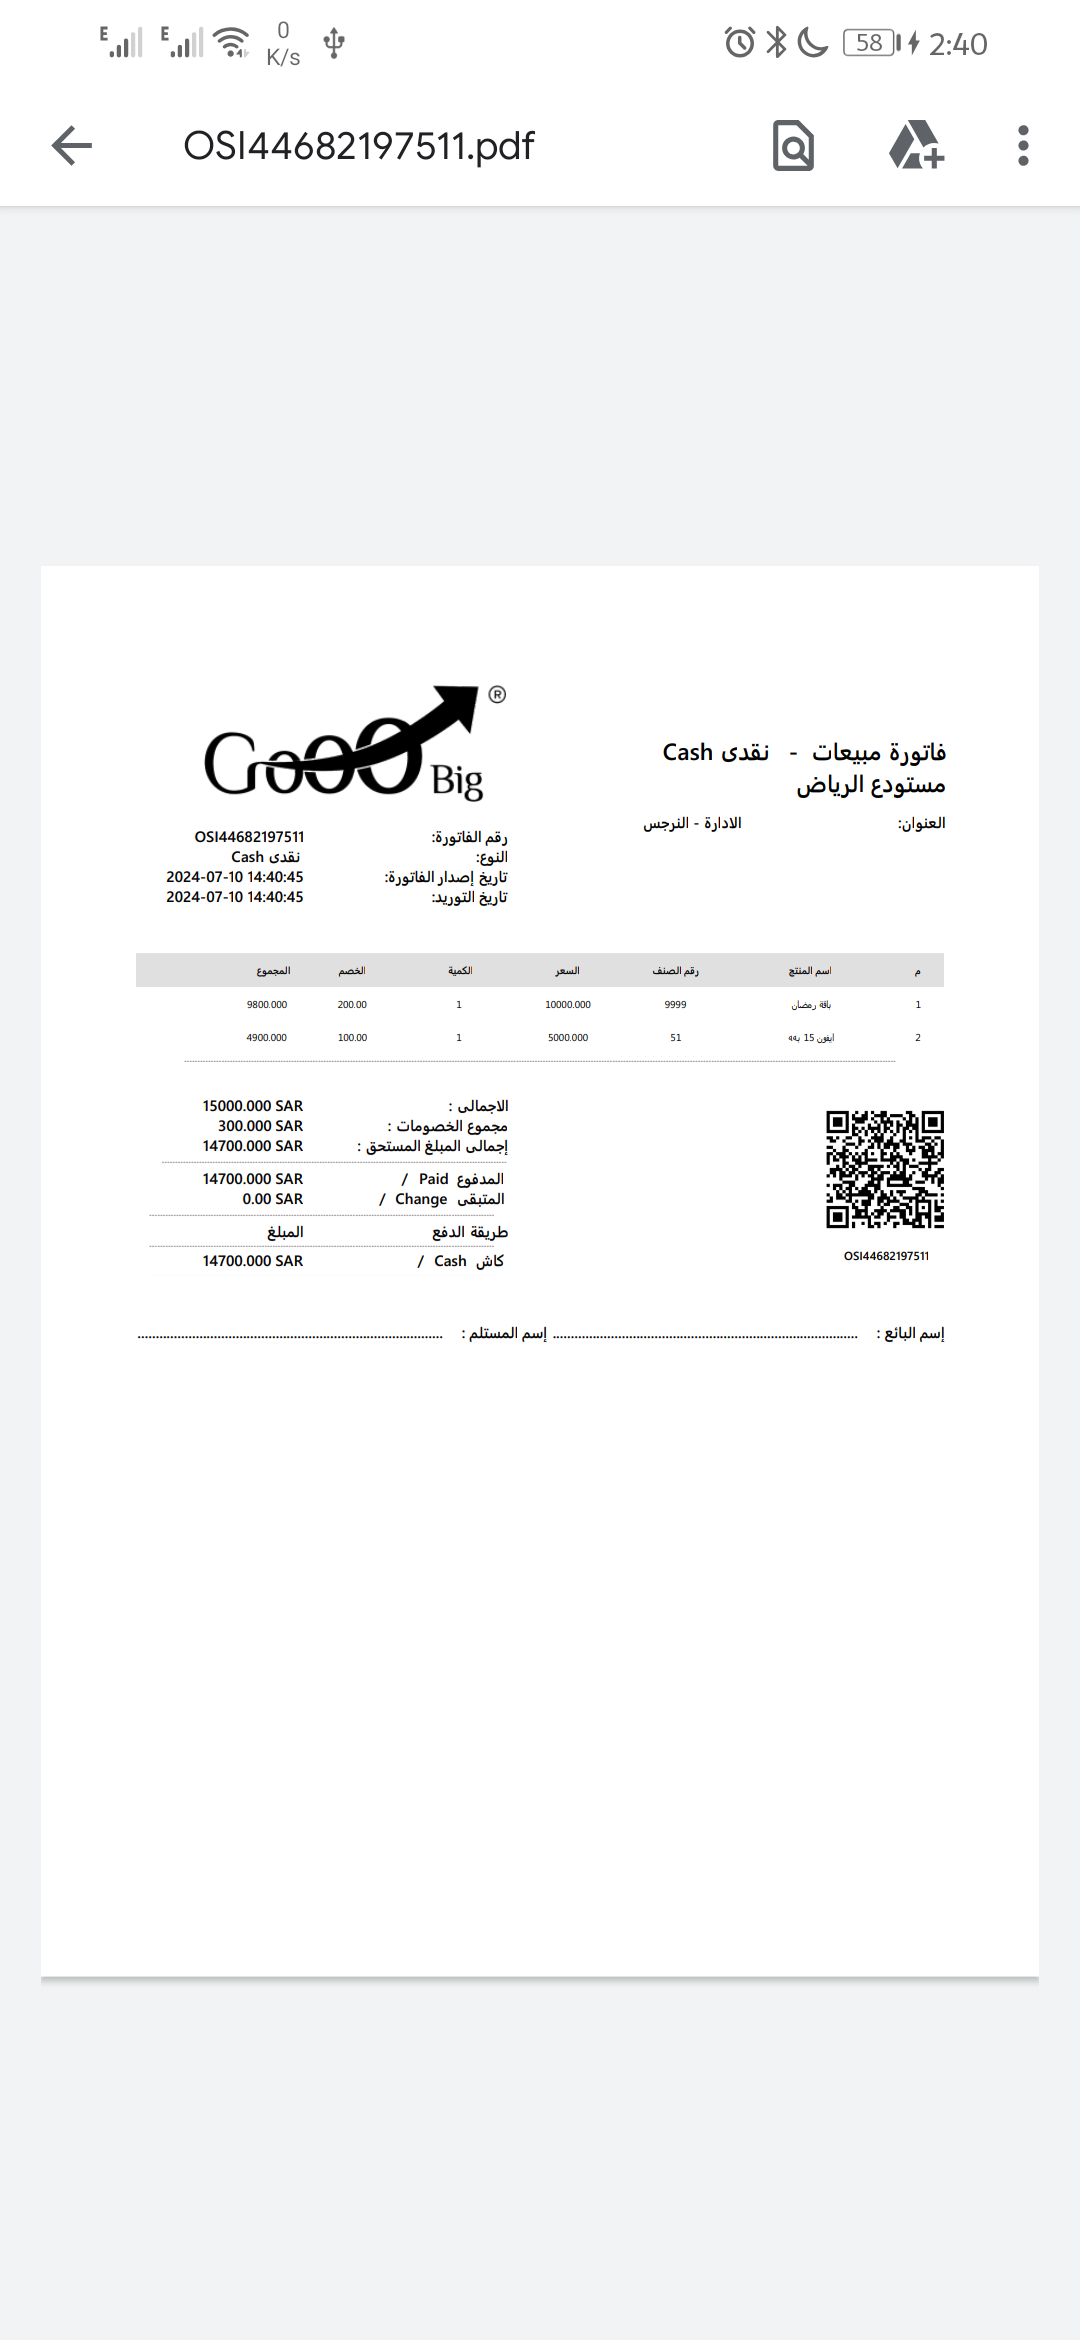 E E 0 K/s 58 2:40
OSI44682197511.pdf
GoOO Big ®
فاتورة مبيعات - نقدى Cash
مستودع الرياض
العنوان: الادارة - النرجس
رقم الفاتورة: OSI44682197511
النوع: نقدى Cash
تاريخ إصدار الفاتورة: 2024-07-10 14:40:45
تاريخ التوريد: 2024-07-10 14:40:45
م اسم المنتج رقم الصنف السعر الكمية الخصم المجموع
1 باقة رمضان 9999 10000.000 1 200.00 9800.000
2 ايفون 15 بهه 51 5000.000 1 100.00 4900.000
الاجمالى : 15000.000 SAR
مجموع الخصومات : 300.000 SAR
إجمالى المبلغ المستحق : 14700.000 SAR
المدفوع Paid / 14700.000 SAR
المتبقى Change / 0.00 SAR
طريقة الدفع المبلغ
كاش Cash / 14700.000 SAR
OSI44682197511
إسم البائع : إسم المستلم :